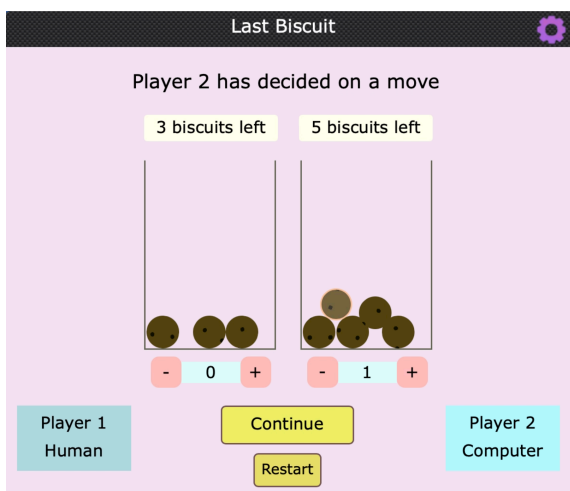 Last Biscuit
Player 2 has decided on a move
3 biscuits left
5 biscuits left
- 0 +
- 1 +
Player 1
Human
Continue
Restart
Player 2
Computer